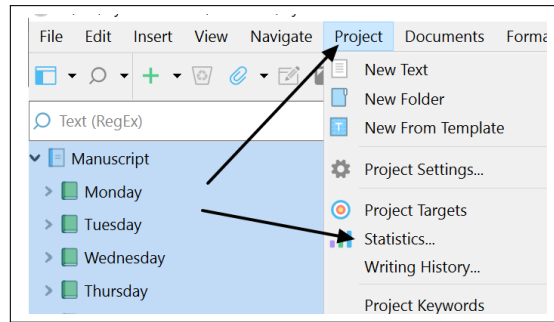 File Edit Insert View Navigate Project Documents Forma
Text (RegEx)
Manuscript
Monday
Tuesday
Wednesday
Thursday
New Text
New Folder
T New From Template
Project Settings...
Project Targets
Statistics...
Writing History...
Project Keywords